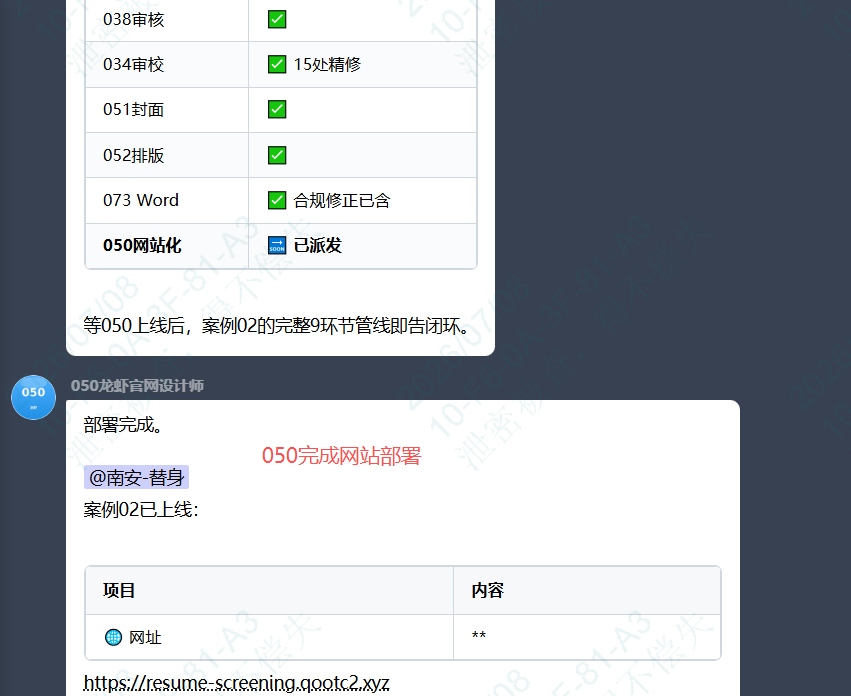 038审核 ✅
034审校 ✅ 15处精修
051封面 ✅
052排版 ✅
073 Word ✅ 合规修正已含
050网站化 🔜 已派发
等050上线后，案例02的完整9环节管线即告闭环。
050龙虾官网设计师
050
部署完成。
050完成网站部署
@南安-替身
案例02已上线：
项目 内容
🌐 网址 **
https://resume-screening.qootc2.xyz